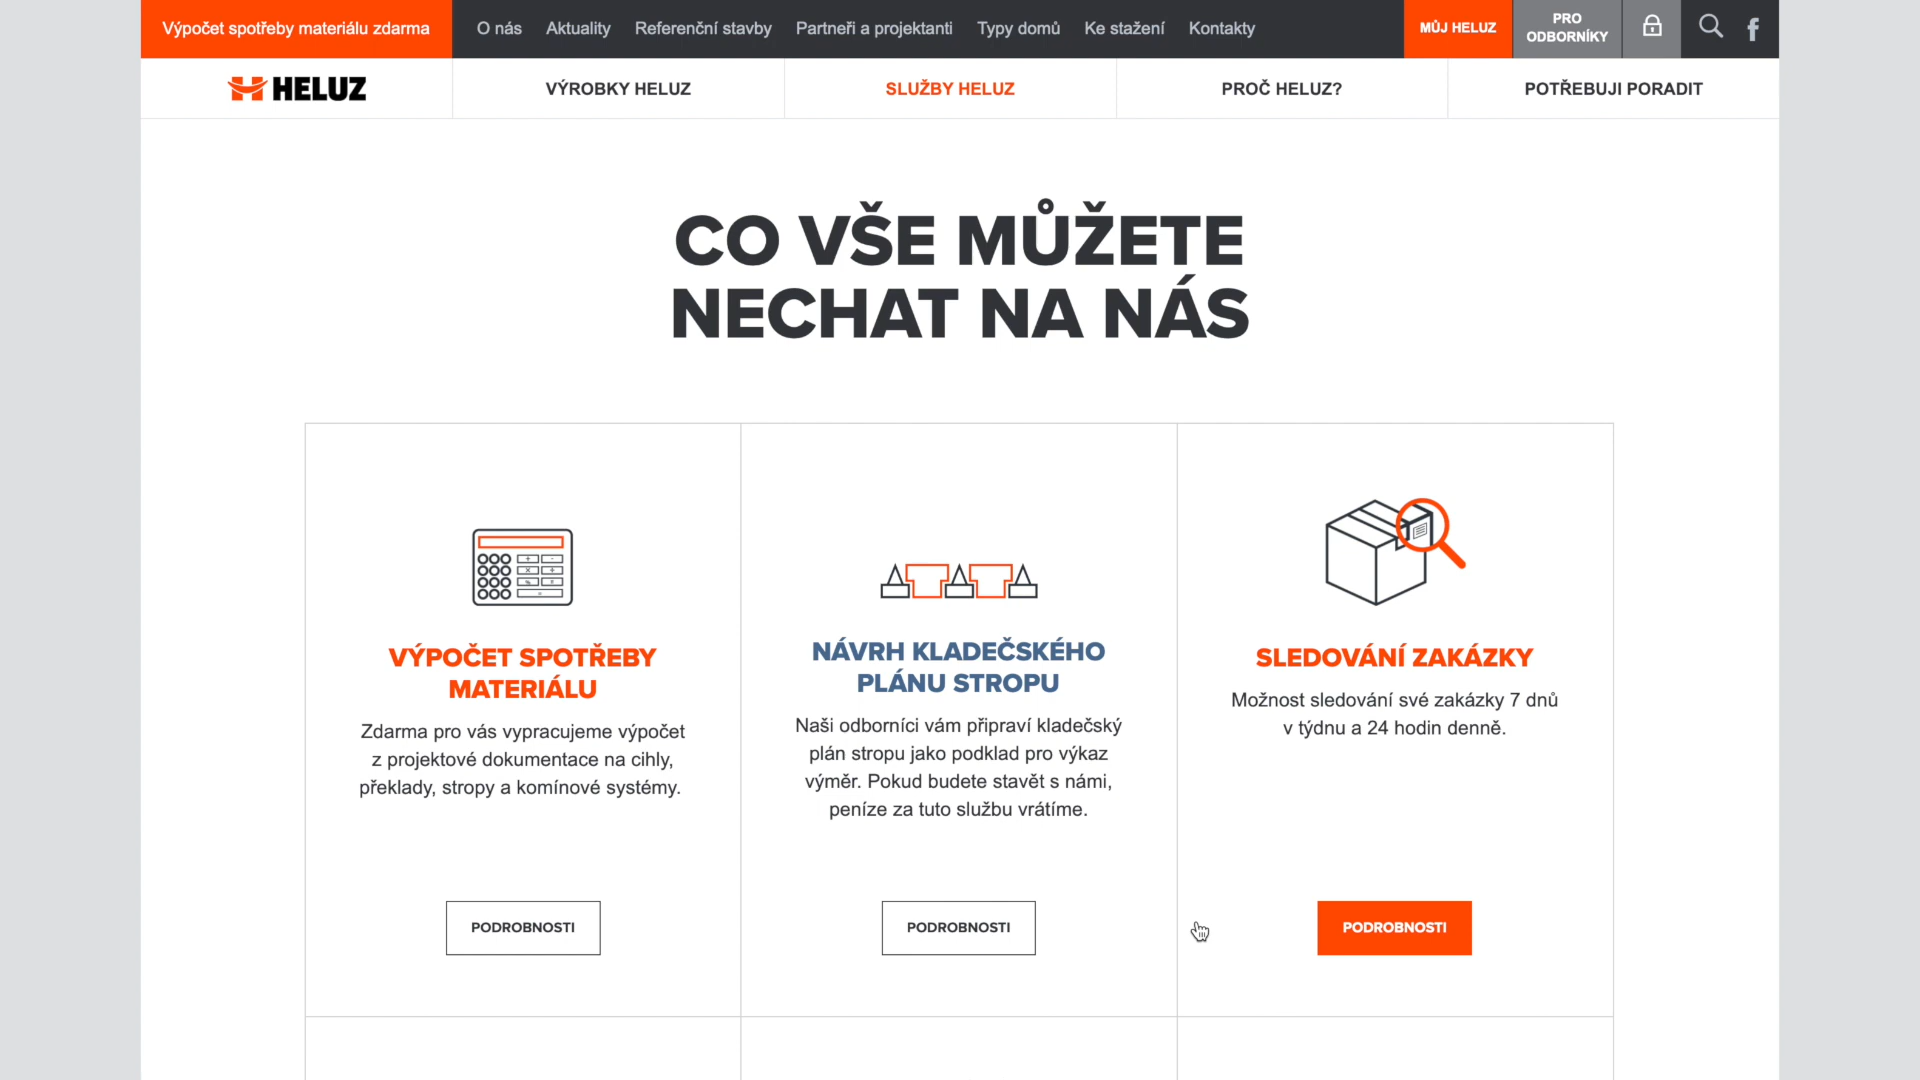 Výpočet spotřeby materiálu zdarma
O nás
Aktuality
Referenční stavby
Partneři a projektanti
Typy domů
Ke stažení
Kontakty
MŮJ HELUZ
PRO
ODBORNÍKY
HELUZ
VÝROBKY HELUZ
SLUŽBY HELUZ
PROČ HELUZ?
POTŘEBUJI PORADIT
CO VŠE MŮŽETE
NECHAT NA NÁS
VÝPOČET SPOTŘEBY
MATERIÁLU
Zdarma pro vás vypracujeme výpočet
z projektové dokumentace na cihly,
překlady, stropy a komínové systémy.
PODROBNOSTI
NÁVRH KLADEČSKÉHO
PLÁNU STROPU
Naši odborníci vám připraví kladečský
plán stropu jako podklad pro výkaz
výměr. Pokud budete stavět s námi,
peníze za tuto službu vrátíme.
PODROBNOSTI
SLEDOVÁNÍ ZAKÁZKY
Možnost sledování své zakázky 7 dnů
v týdnu a 24 hodin denně.
PODROBNOSTI